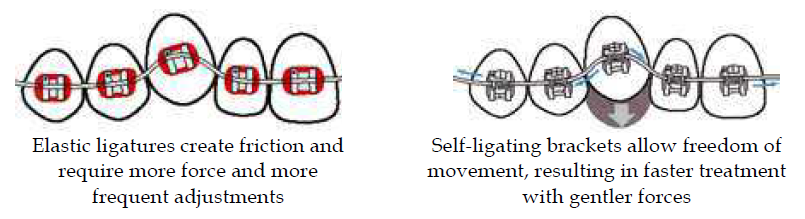 Elastic ligatures create friction and
require more force and more
frequent adjustments
Self-ligating brackets allow freedom of
movement, resulting in faster treatment
with gentler forces